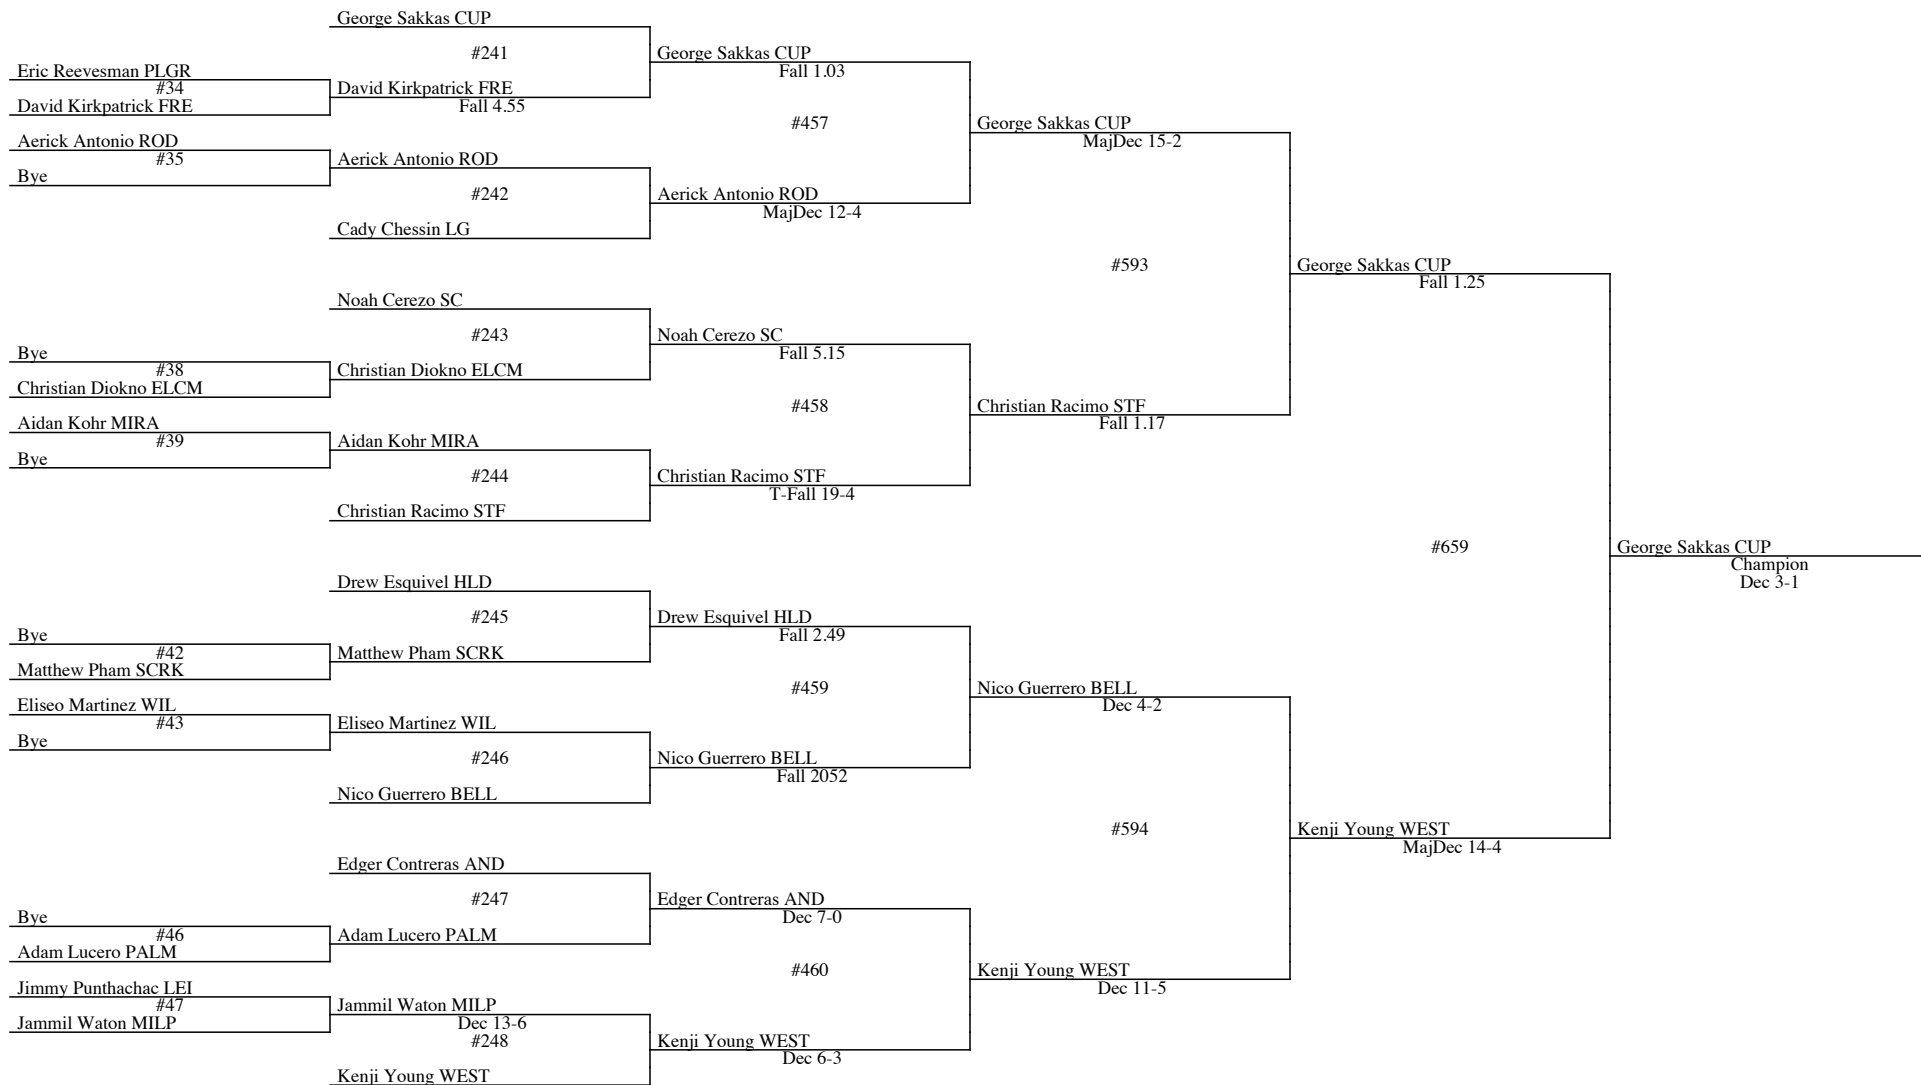 George Sakkas CUP
#241
George Sakkas CUP
Fall 1.03
Eric Reevesman PLGR
#34
David Kirkpatrick FRE
David Kirkpatrick FRE
Fall 4.55
#457
George Sakkas CUP
MajDec 15-2
Aerick Antonio ROD
#35
Bye
Aerick Antonio ROD
#242
Aerick Antonio ROD
MajDec 12-4
Cady Chessin LG
#593
George Sakkas CUP
Fall 1.25
Noah Cerezo SC
#243
Noah Cerezo SC
Fall 5.15
Bye
#38
Christian Diokno ELCM
Christian Diokno ELCM
#458
Christian Racimo STF
Fall 1.17
Aidan Kohr MIRA
#39
Bye
Aidan Kohr MIRA
#244
Christian Racimo STF
T-Fall 19-4
Christian Racimo STF
#659
George Sakkas CUP
Champion
Dec 3-1
Drew Esquivel HLD
#245
Drew Esquivel HLD
Fall 2.49
Bye
#42
Matthew Pham SCRK
Matthew Pham SCRK
#459
Nico Guerrero BELL
Dec 4-2
Eliseo Martinez WIL
#43
Bye
Eliseo Martinez WIL
#246
Nico Guerrero BELL
Fall 2052
Nico Guerrero BELL
#594
Kenji Young WEST
MajDec 14-4
Edger Contreras AND
#247
Edger Contreras AND
Dec 7-0
Bye
#46
Adam Lucero PALM
Adam Lucero PALM
#460
Kenji Young WEST
Dec 11-5
Jimmy Punthachac LEI
#47
Jammil Waton MILP
Jammil Waton MILP
Dec 13-6
#248
Kenji Young WEST
Dec 6-3
Kenji Young WEST